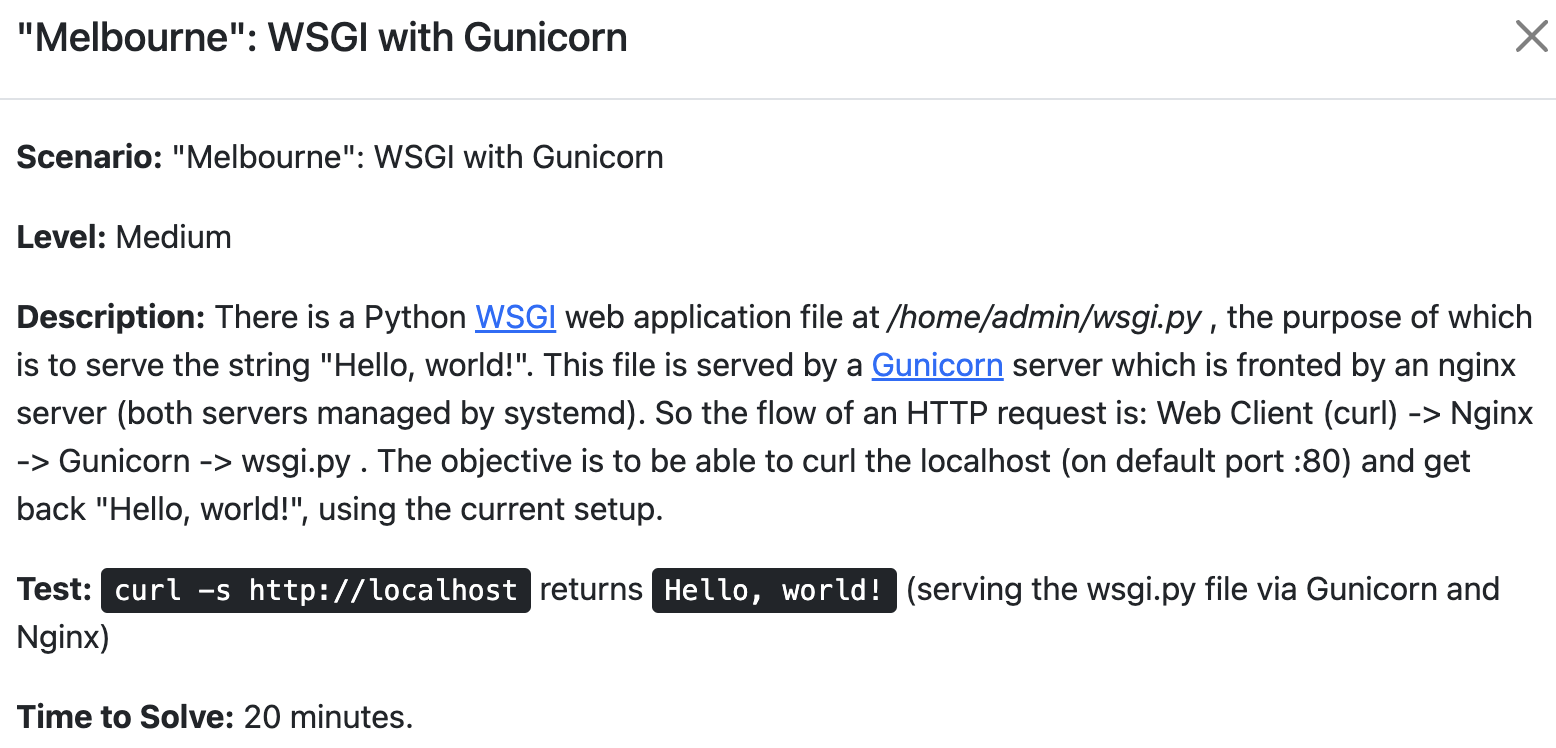 "Melbourne": WSGI with Gunicorn
Scenario: "Melbourne": WSGI with Gunicorn
Level: Medium
Description: There is a Python WSGI web application file at /home/admin/wsgi.py , the purpose of which
is to serve the string "Hello, world!". This file is served by a Gunicorn server which is fronted by an nginx
server (both servers managed by systemd). So the flow of an HTTP request is: Web Client (curl) -> Nginx
-> Gunicorn -> wsgi.py . The objective is to be able to curl the localhost (on default port :80) and get
back "Hello, world!", using the current setup.
Test: curl -s http://localhost returns Hello, world! (serving the wsgi.py file via Gunicorn and
Nginx)
Time to Solve: 20 minutes.